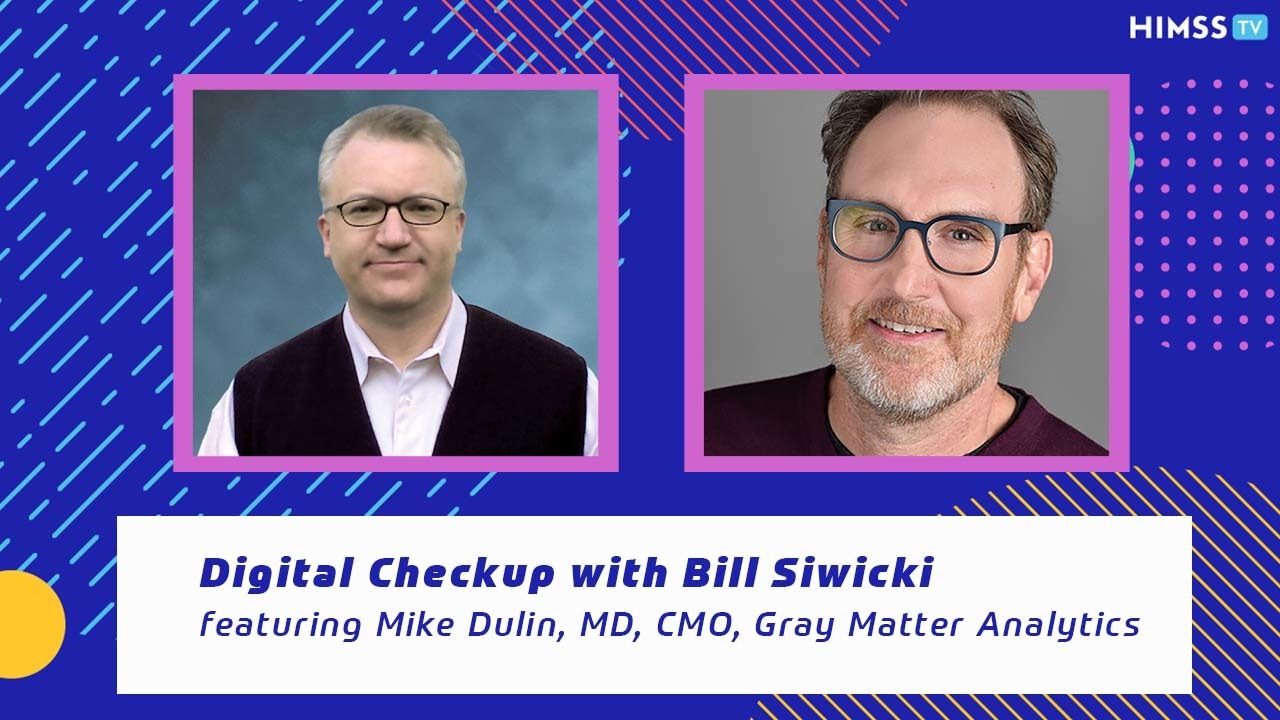 HIMSS TV
Digital Checkup with Bill Siwicki
featuring Mike Dulin, MD, CMO, Gray Matter Analytics